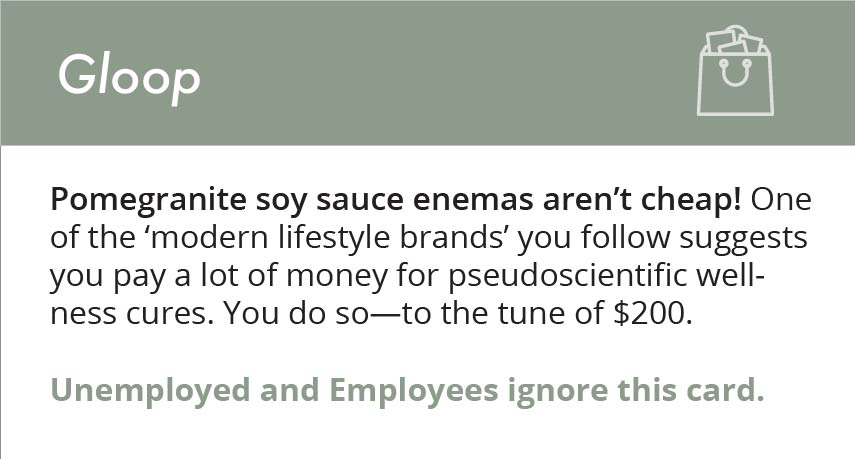 Gloop
Pomegranite soy sauce enemas aren’t cheap! One
of the ‘modern lifestyle brands’ you follow suggests
you pay a lot of money for pseudoscientific well-
ness cures. You do so—to the tune of $200.
Unemployed and Employees ignore this card.